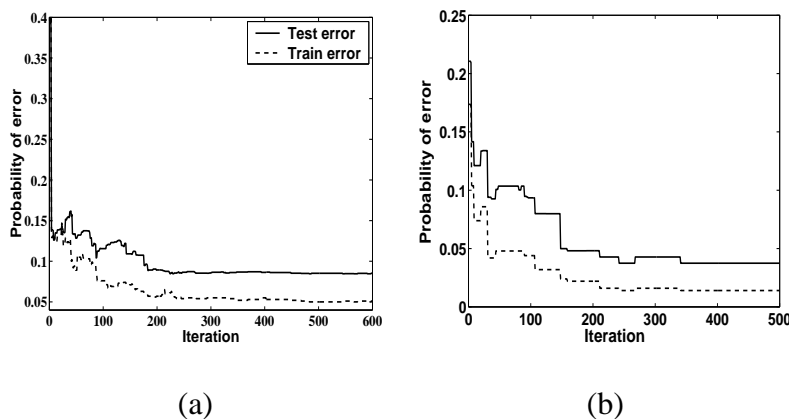 0.4
0.35
0.3
0.25
0.2
0.15
0.1
0.05
Probability of error
Test error
Train error
0 100 200 300 400 500 600
Iteration
(a)
0.25
0.2
0.15
0.1
0.05
0
Probability of error
0 100 200 300 400 500
Iteration
(b)